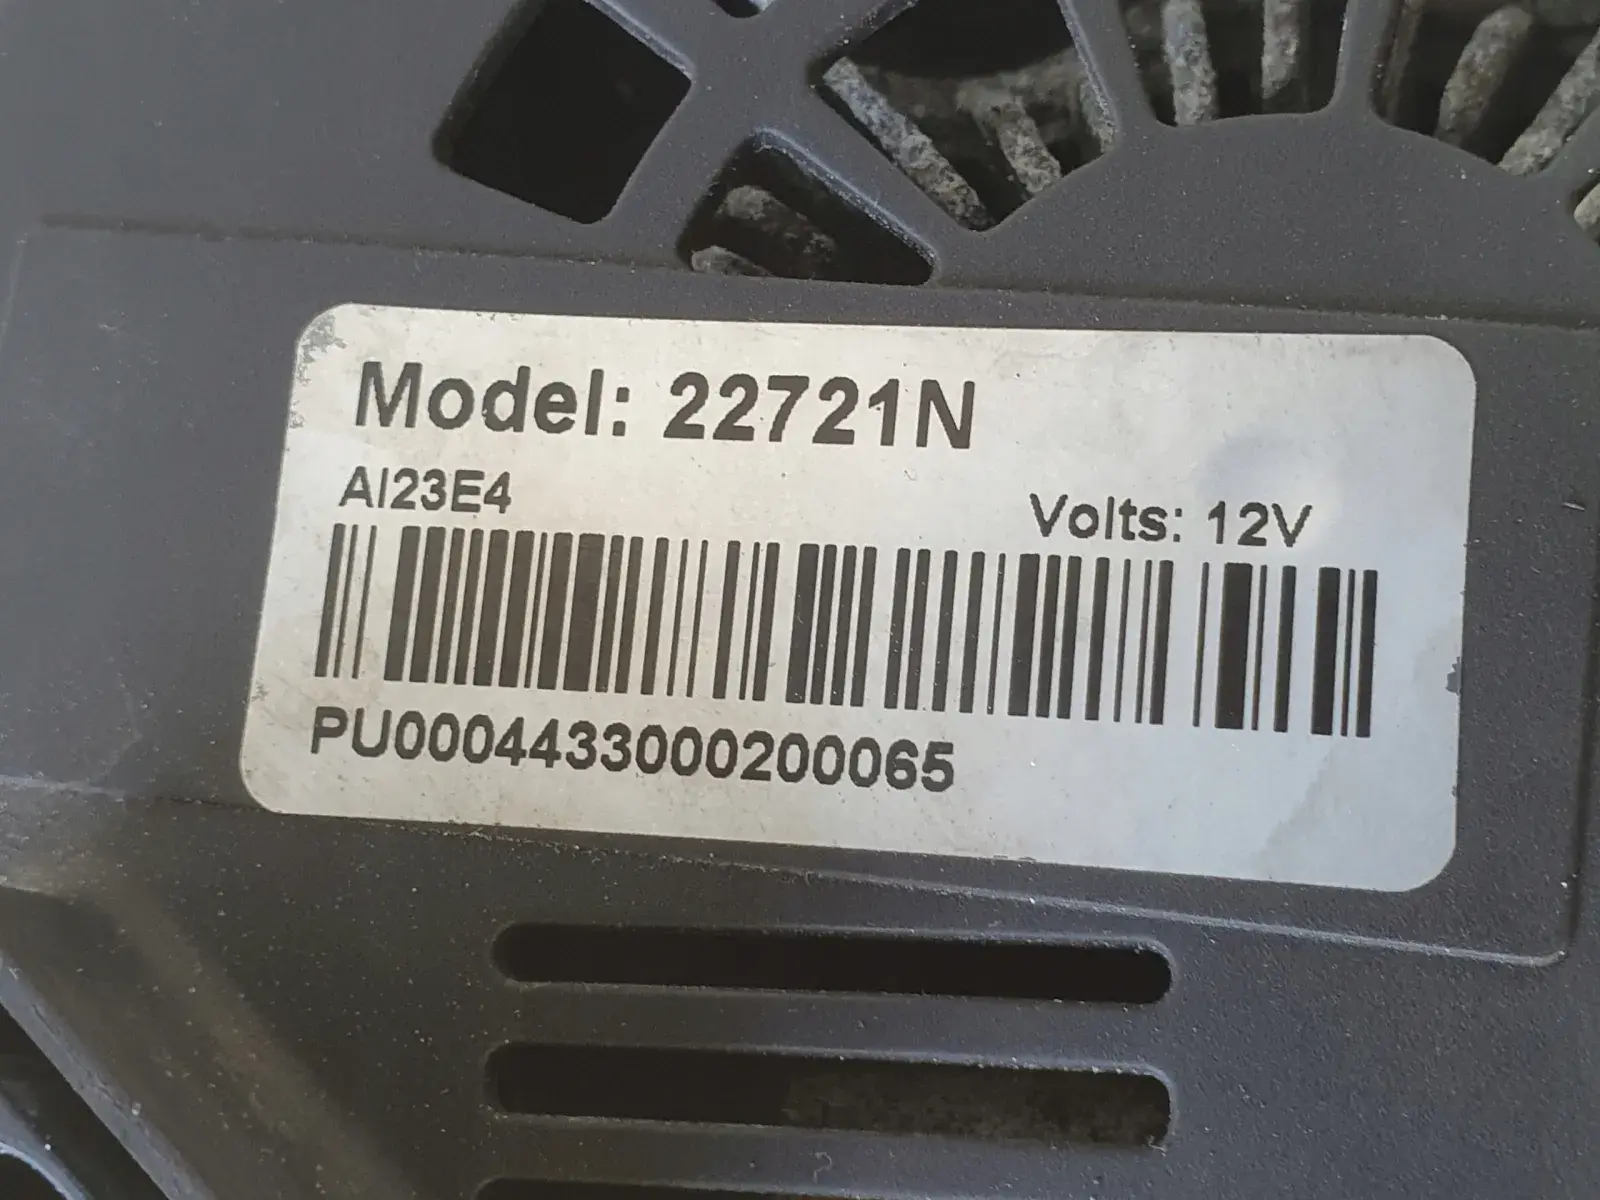 Model: 22721N
AI23E4
Volts: 12V
PU0004433000200065